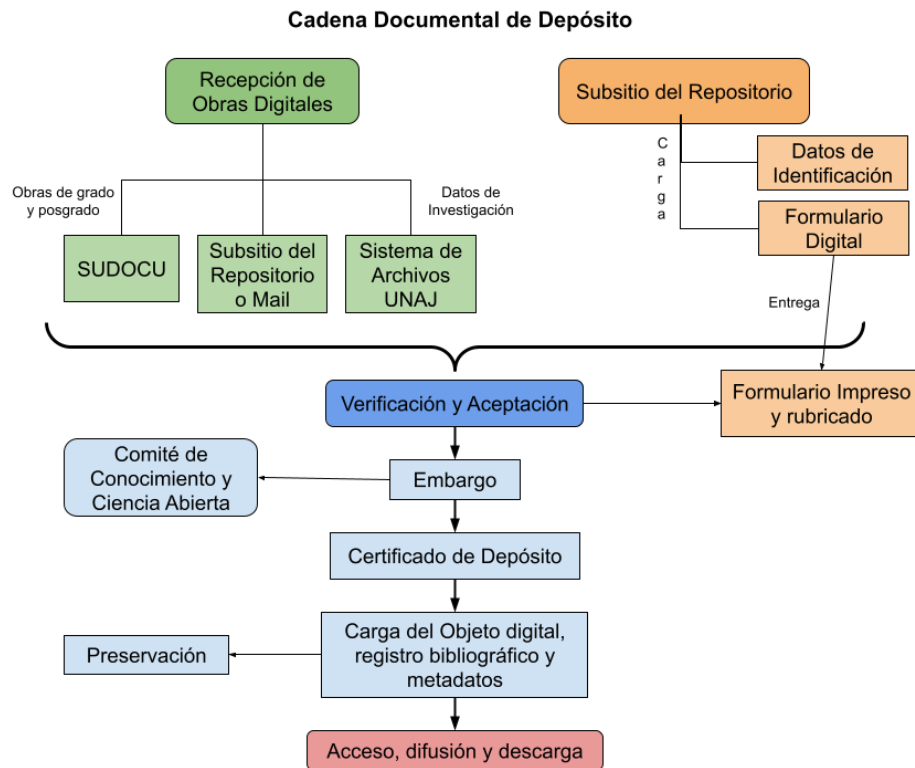 Cadena Documental de Depósito
Recepción de
Obras Digitales
Subsitio del Repositorio
Carga
Datos de
Identificación
Formulario
Digital
Obras de grado
y posgrado
Datos de
Investigación
SUDOCU
Subsitio del
Repositorio
o Mail
Sistema de
Archivos
UNAJ
Entrega
Verificación y Aceptación
Formulario Impreso
y rubricado
Comité de
Conocimiento y
Ciencia Abierta
Embargo
Certificado de Depósito
Carga del Objeto digital,
registro bibliográfico y
metadatos
Preservación
Acceso, difusión y descarga